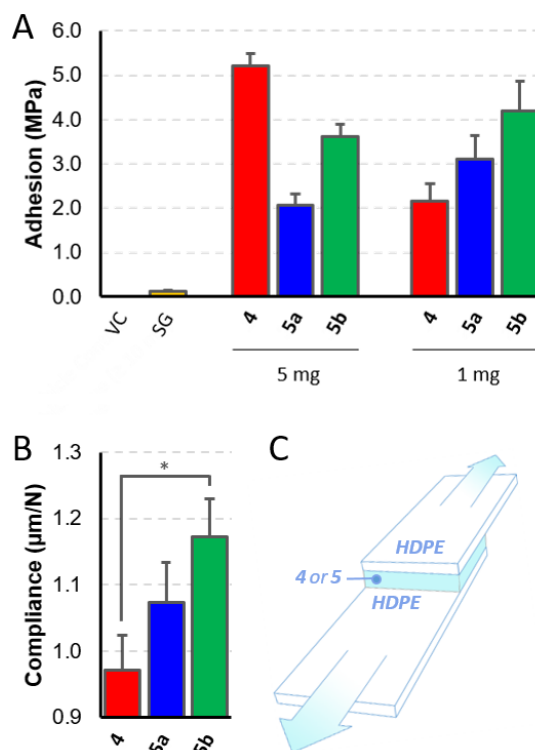 A
Adhesion (MPa)
6.0
5.0
4.0
3.0
2.0
1.0
0.0
VC
SG
4
5a
5b
4
5a
5b
5 mg
1 mg
B
Compliance (µm/N)
1.3
1.2
1.1
1.0
0.9
*
4
5a
5b
C
HDPE
4 or 5
HDPE